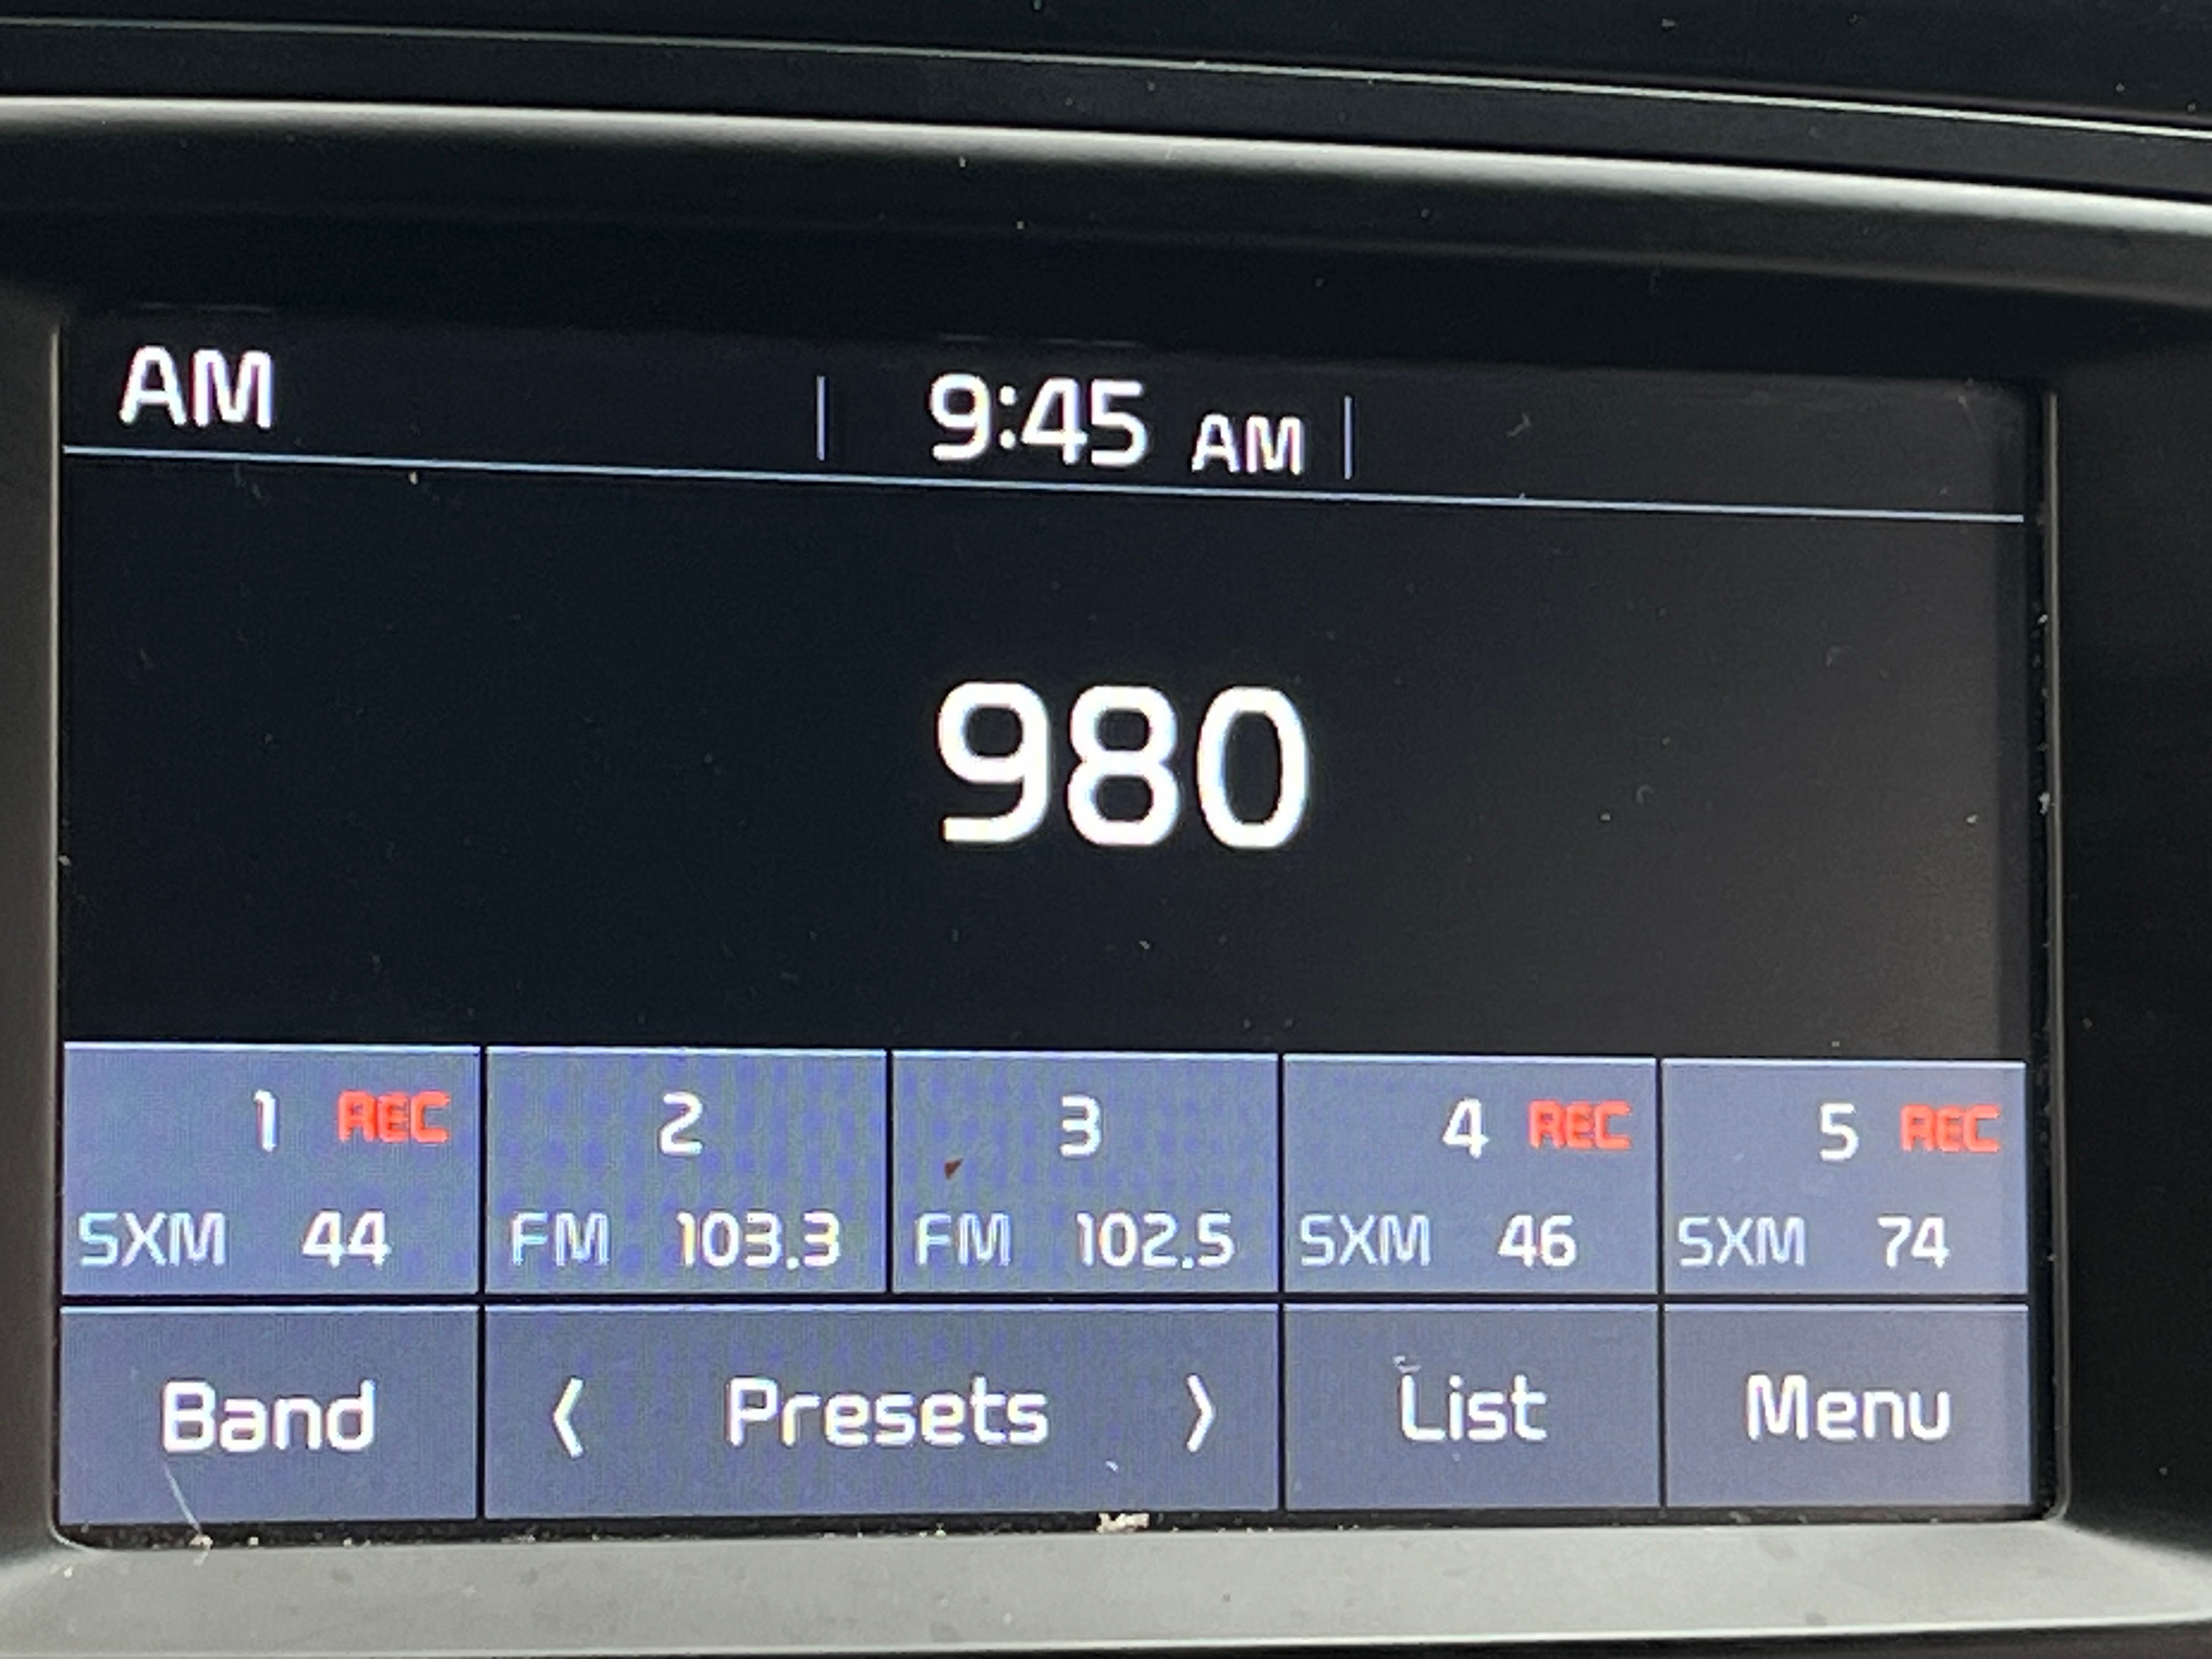 AM 9:45 AM
980
1 REC 2 3 4 REC 5 REC
SXM 44 FM 103.3 FM 102.5 SXM 46 SXM 74
Band 〈 Presets 〉 List Menu